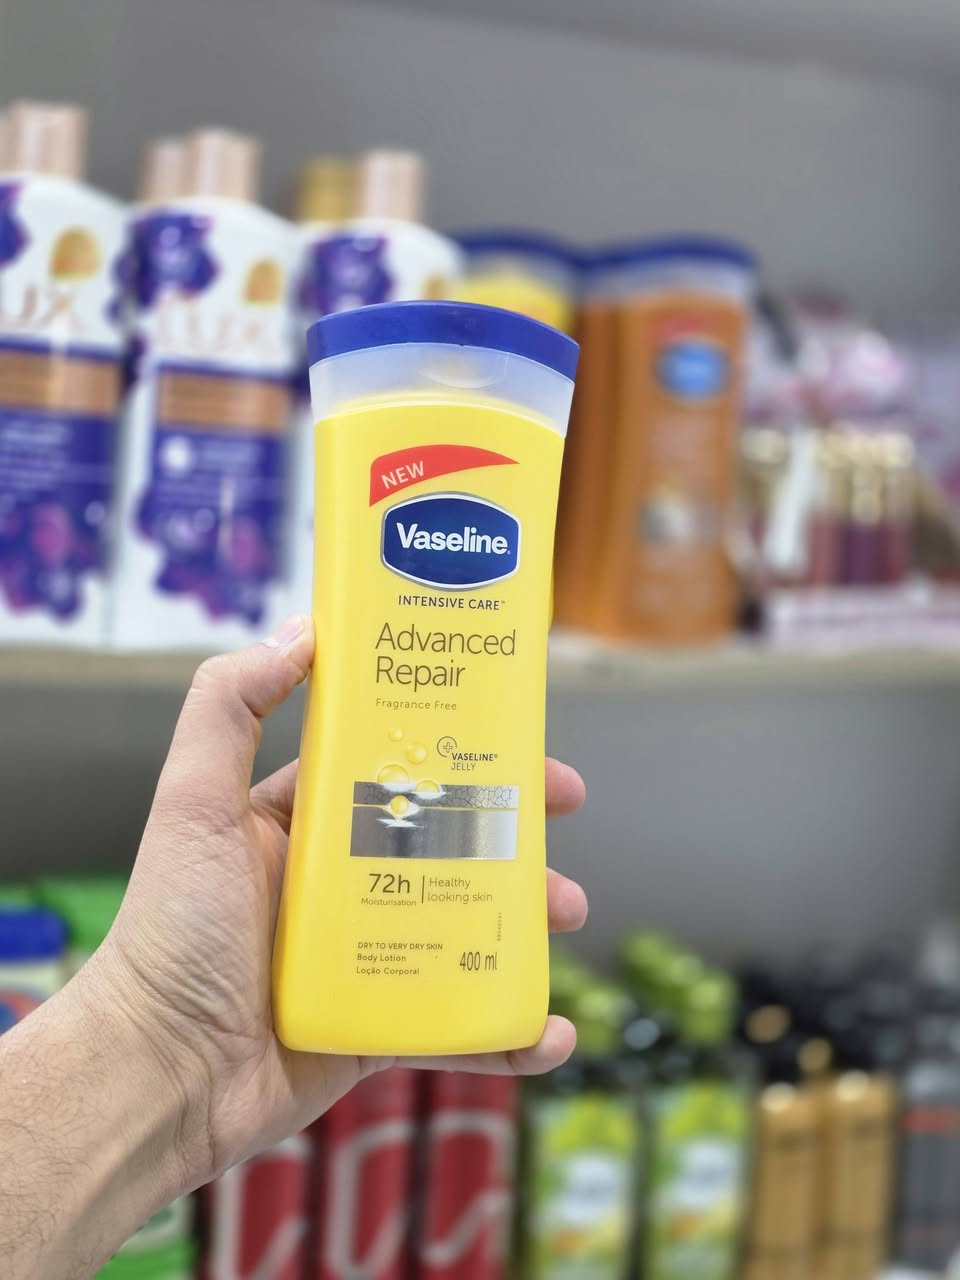 NEW
Vaseline®
INTENSIVE CARE™
Advanced
Repair
Fragrance Free
VASELINE®
JELLY
72h
Moisturisation
Healthy
looking skin
DRY TO VERY DRY SKIN
Body Lotion
Loção Corporal
400 ml
LUX